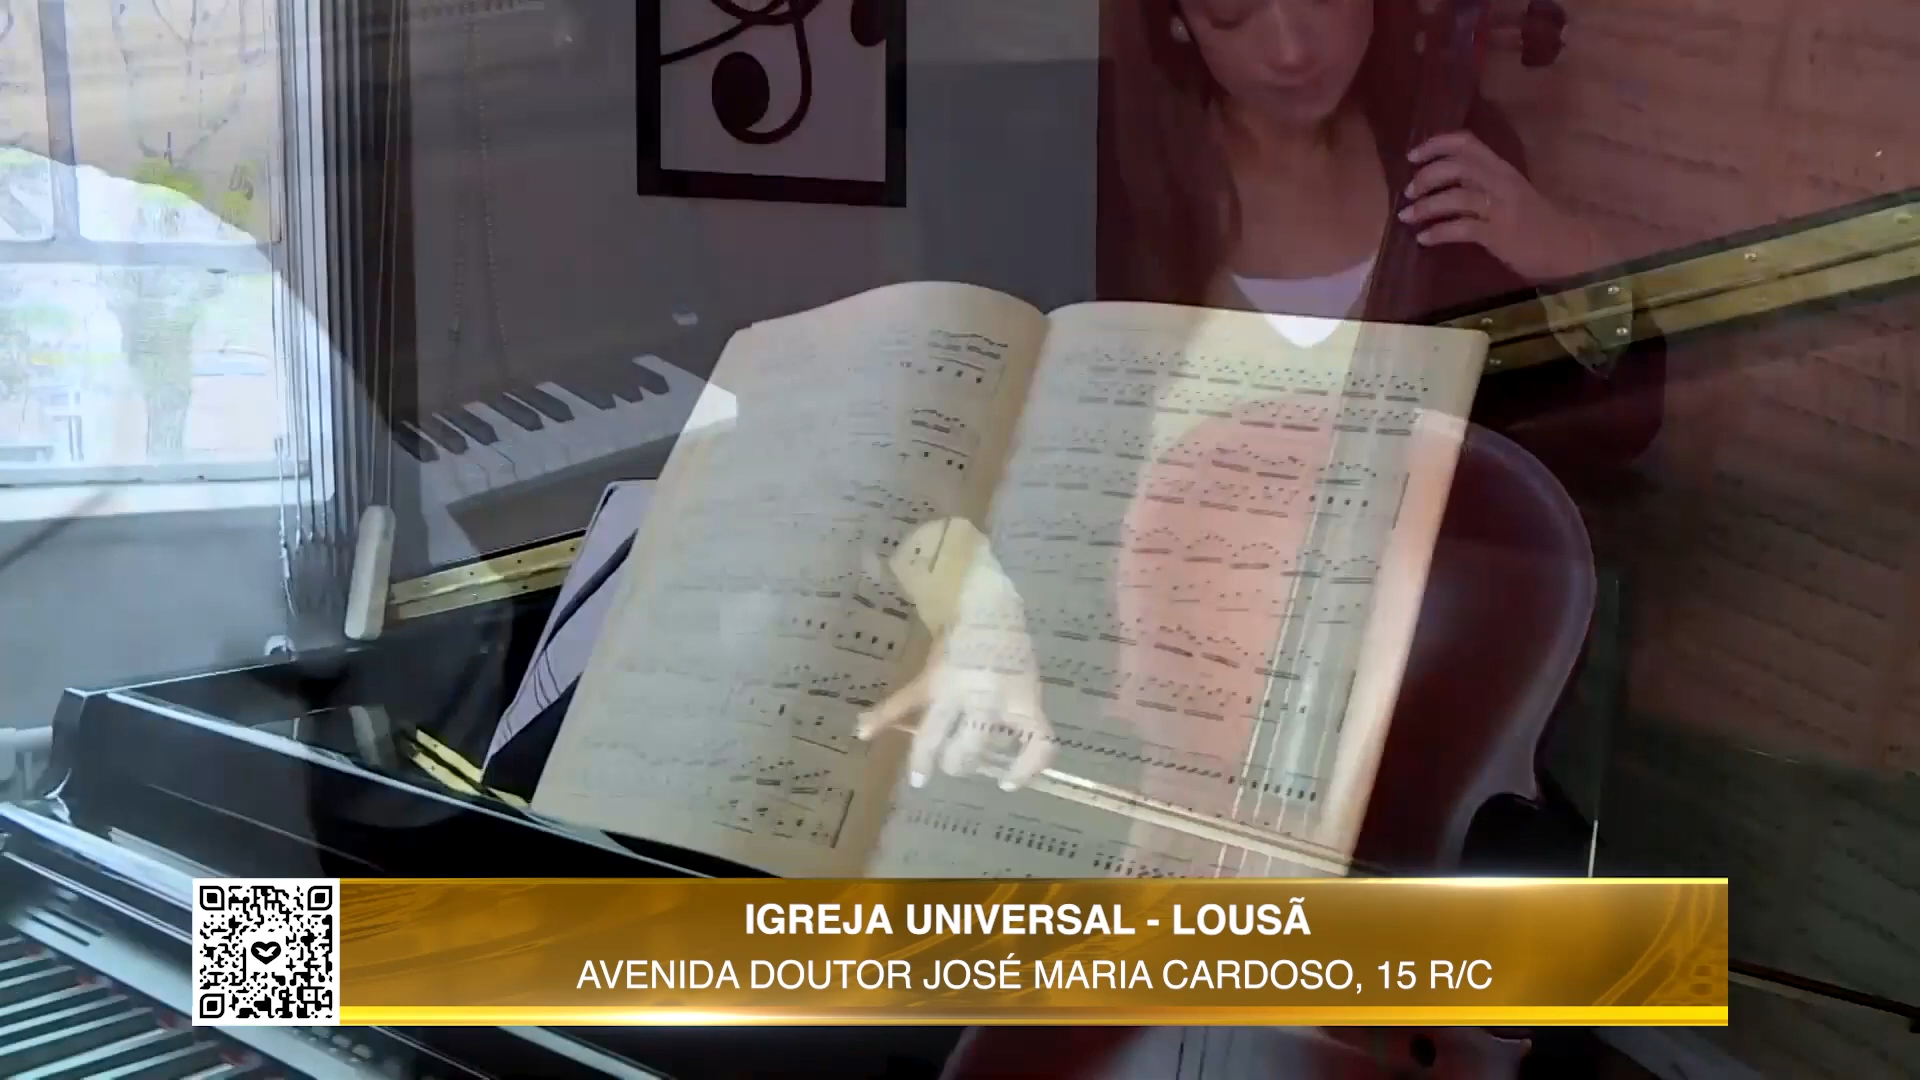 IGREJA UNIVERSAL - LOUSÃ
AVENIDA DOUTOR JOSÉ MARIA CARDOSO, 15 R/C